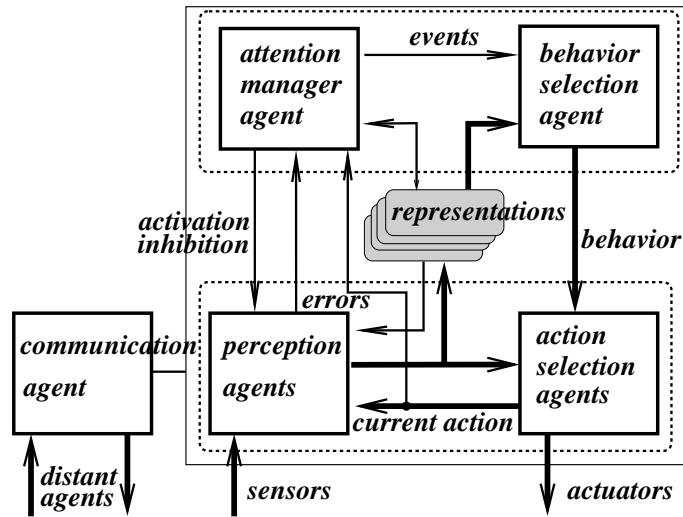 attention
manager
agent
events
behavior
selection
agent
representations
activation
inhibition
behavior
errors
communication
agent
perception
agents
action
selection
agents
current action
distant
agents
sensors
actuators